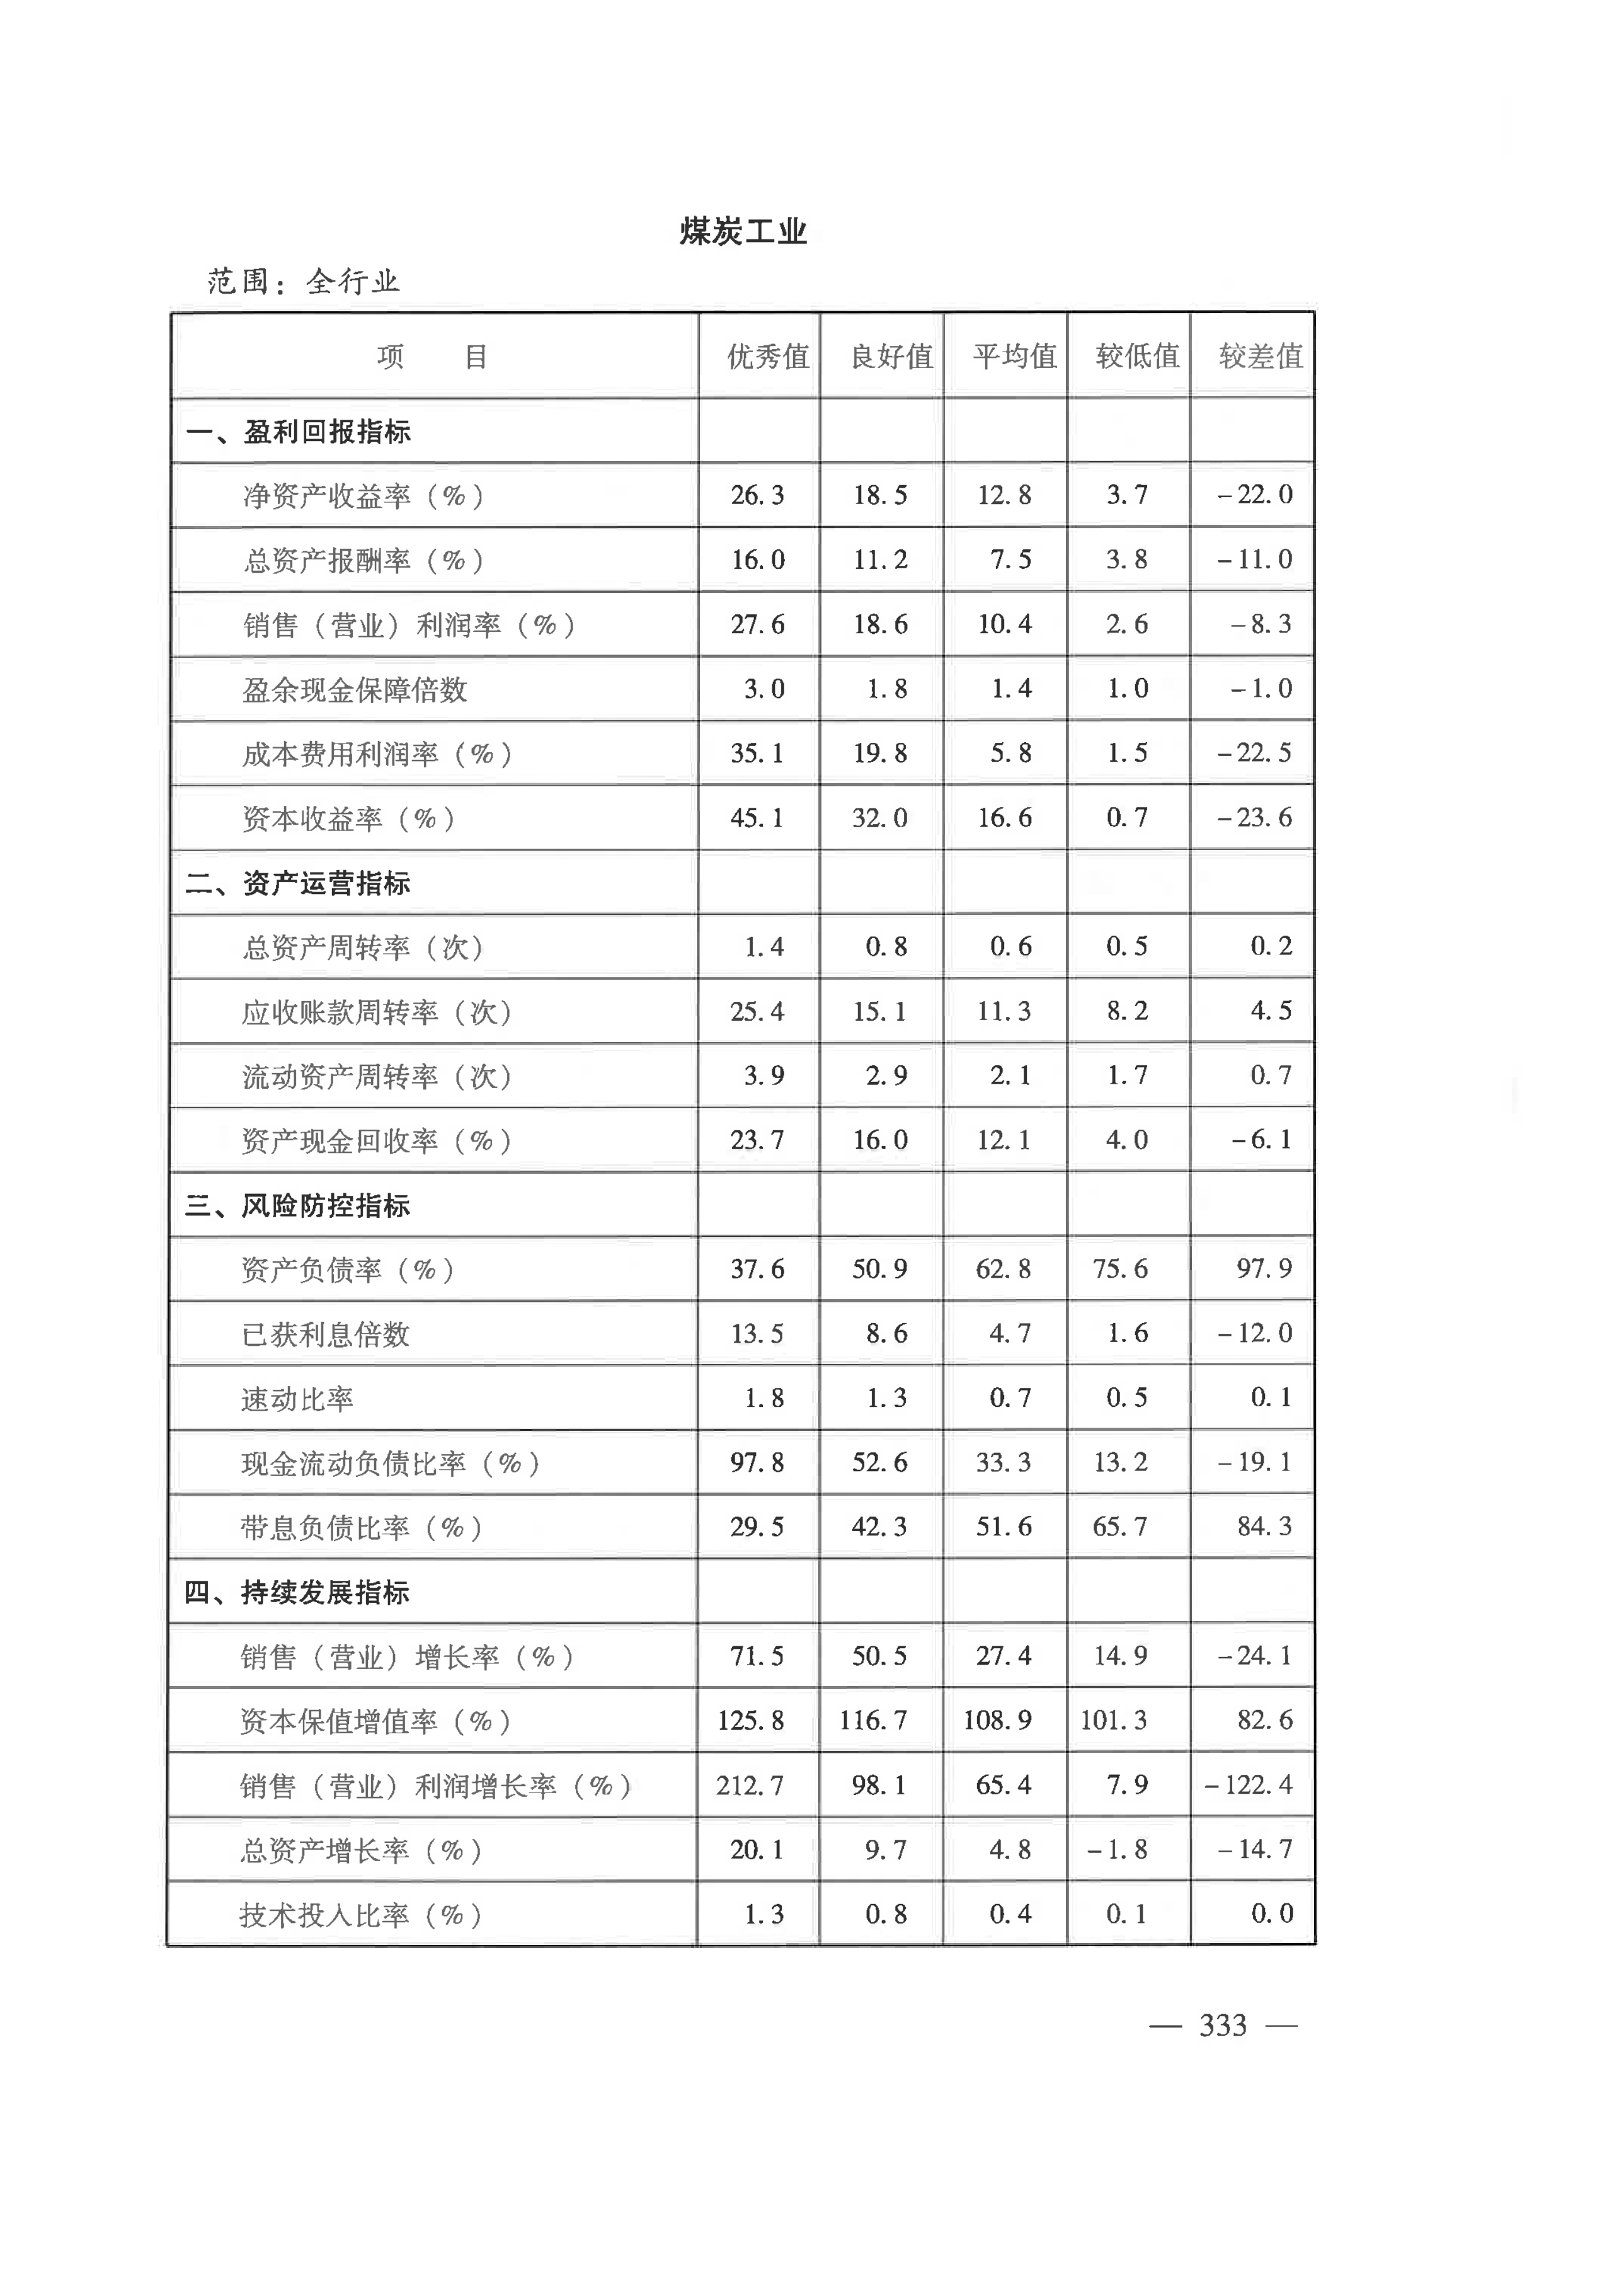 煤炭工业
范围：全行业
项 目 优秀值 良好值 平均值 较低值 较差值
一、盈利回报指标
净资产收益率（%） 26.3 18.5 12.8 3.7 -22.0
总资产报酬率（%） 16.0 11.2 7.5 3.8 -11.0
销售（营业）利润率（%） 27.6 18.6 10.4 2.6 -8.3
盈余现金保障倍数 3.0 1.8 1.4 1.0 -1.0
成本费用利润率（%） 35.1 19.8 5.8 1.5 -22.5
资本收益率（%） 45.1 32.0 16.6 0.7 -23.6
二、资产运营指标
总资产周转率（次） 1.4 0.8 0.6 0.5 0.2
应收账款周转率（次） 25.4 15.1 11.3 8.2 4.5
流动资产周转率（次） 3.9 2.9 2.1 1.7 0.7
资产现金回收率（%） 23.7 16.0 12.1 4.0 -6.1
三、风险防控指标
资产负债率（%） 37.6 50.9 62.8 75.6 97.9
已获利息倍数 13.5 8.6 4.7 1.6 -12.0
速动比率 1.8 1.3 0.7 0.5 0.1
现金流动负债比率（%） 97.8 52.6 33.3 13.2 -19.1
带息负债比率（%） 29.5 42.3 51.6 65.7 84.3
四、持续发展指标
销售（营业）增长率（%） 71.5 50.5 27.4 14.9 -24.1
资本保值增值率（%） 125.8 116.7 108.9 101.3 82.6
销售（营业）利润增长率（%） 212.7 98.1 65.4 7.9 -122.4
总资产增长率（%） 20.1 9.7 4.8 -1.8 -14.7
技术投入比率（%） 1.3 0.8 0.4 0.1 0.0
— 333 —